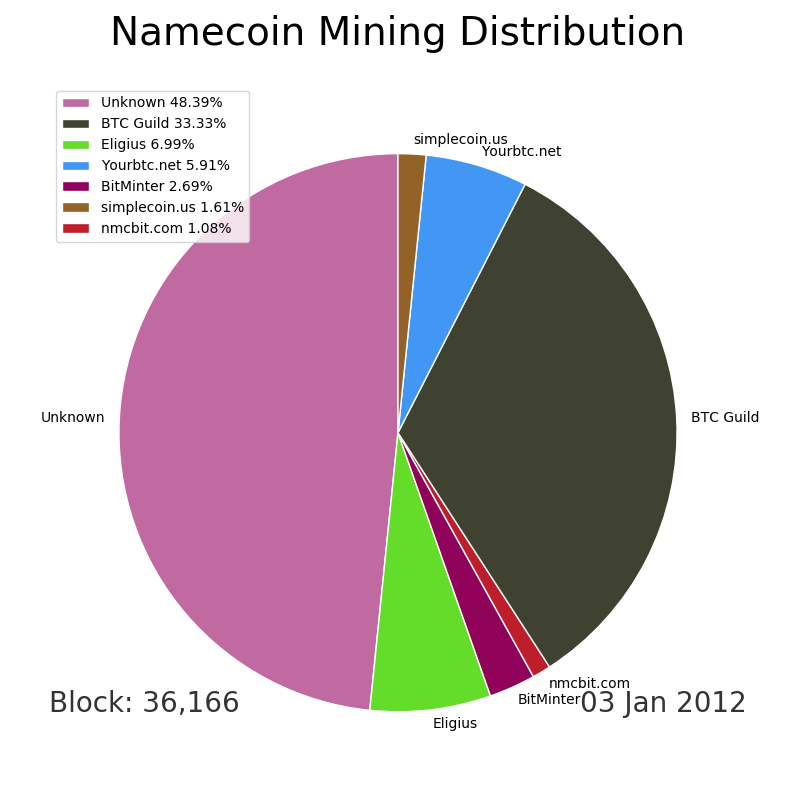 Namecoin Mining Distribution
Unknown 48.39%
BTC Guild 33.33%
Eligius 6.99%
Yourbtc.net 5.91%
BitMinter 2.69%
simplecoin.us 1.61%
nmcbit.com 1.08%
simplecoin.us
Yourbtc.net
Unknown
BTC Guild
nmcbit.com
BitMinter
Eligius
Block: 36,166
03 Jan 2012